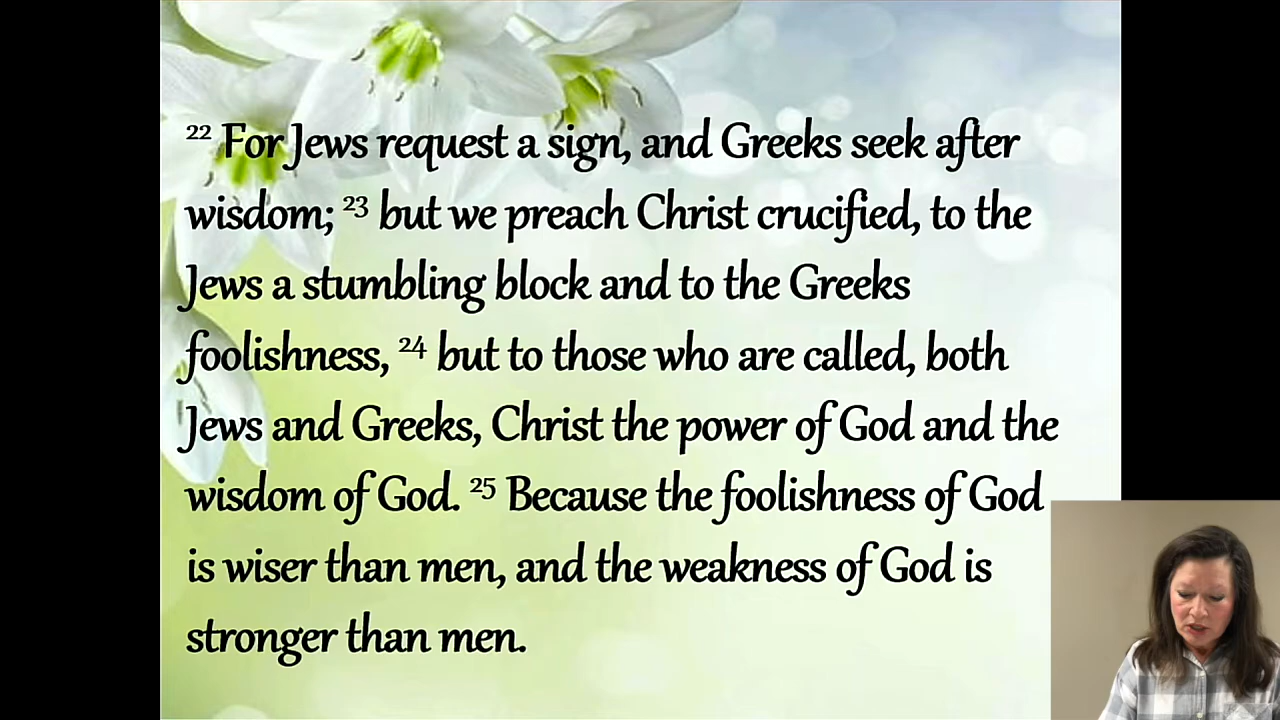 22 For Jews request a sign, and Greeks seek after
wisdom; 23 but we preach Christ crucified, to the
Jews a stumbling block and to the Greeks
foolishness, 24 but to those who are called, both
Jews and Greeks, Christ the power of God and the
wisdom of God. 25 Because the foolishness of God
is wiser than men, and the weakness of God is
stronger than men.